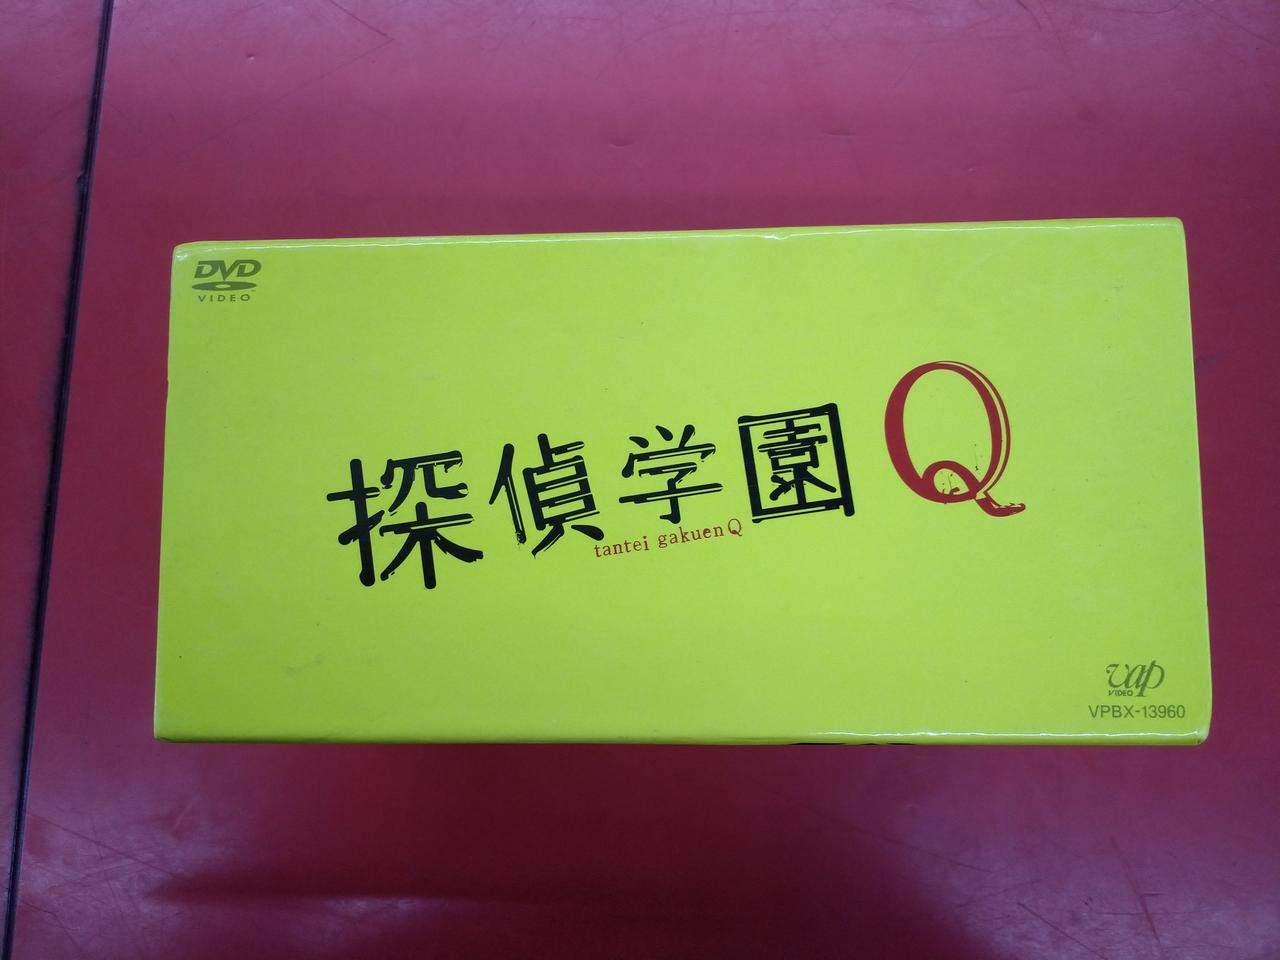 DVD
VIDEO
探偵学園Q
tantei gakuen Q
vap
VIDEO
VPBX-13960